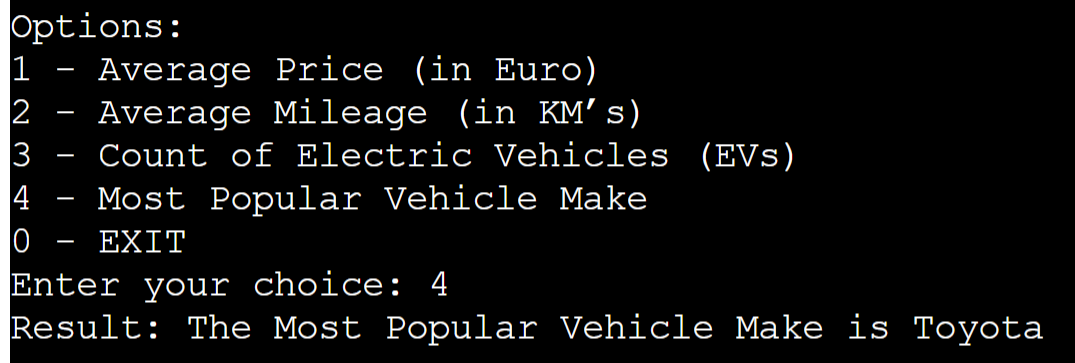 Options:
1 – Average Price (in Euro)
2 – Average Mileage (in KM’s)
3 – Count of Electric Vehicles (EVs)
4 – Most Popular Vehicle Make
0 – EXIT
Enter your choice: 4
Result: The Most Popular Vehicle Make is Toyota